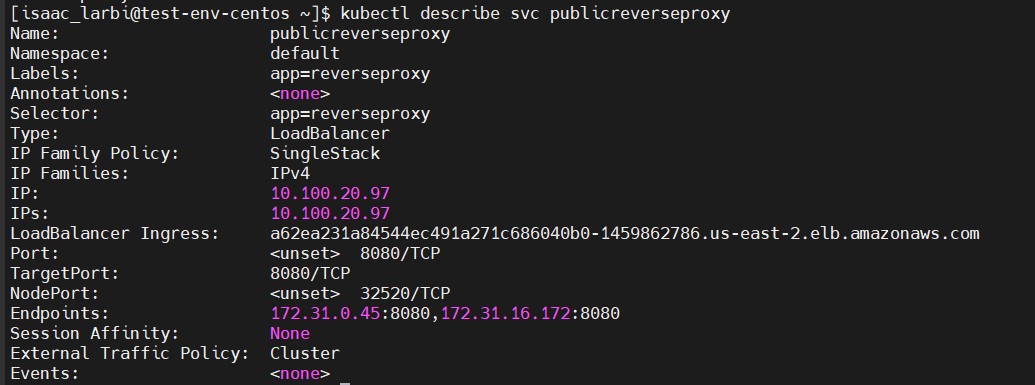 [isaac_larbi@test-env-centos ~]$ kubectl describe svc publicreverseproxy
Name: publicreverseproxy
Namespace: default
Labels: app=reverseproxy
Annotations: <none>
Selector: app=reverseproxy
Type: LoadBalancer
IP Family Policy: SingleStack
IP Families: IPv4
IP: 10.100.20.97
IPs: 10.100.20.97
LoadBalancer Ingress: a62ea231a84544ec491a271c686040b0-1459862786.us-east-2.elb.amazonaws.com
Port: <unset> 8080/TCP
TargetPort: 8080/TCP
NodePort: <unset> 32520/TCP
Endpoints: 172.31.0.45:8080,172.31.16.172:8080
Session Affinity: None
External Traffic Policy: Cluster
Events: <none>